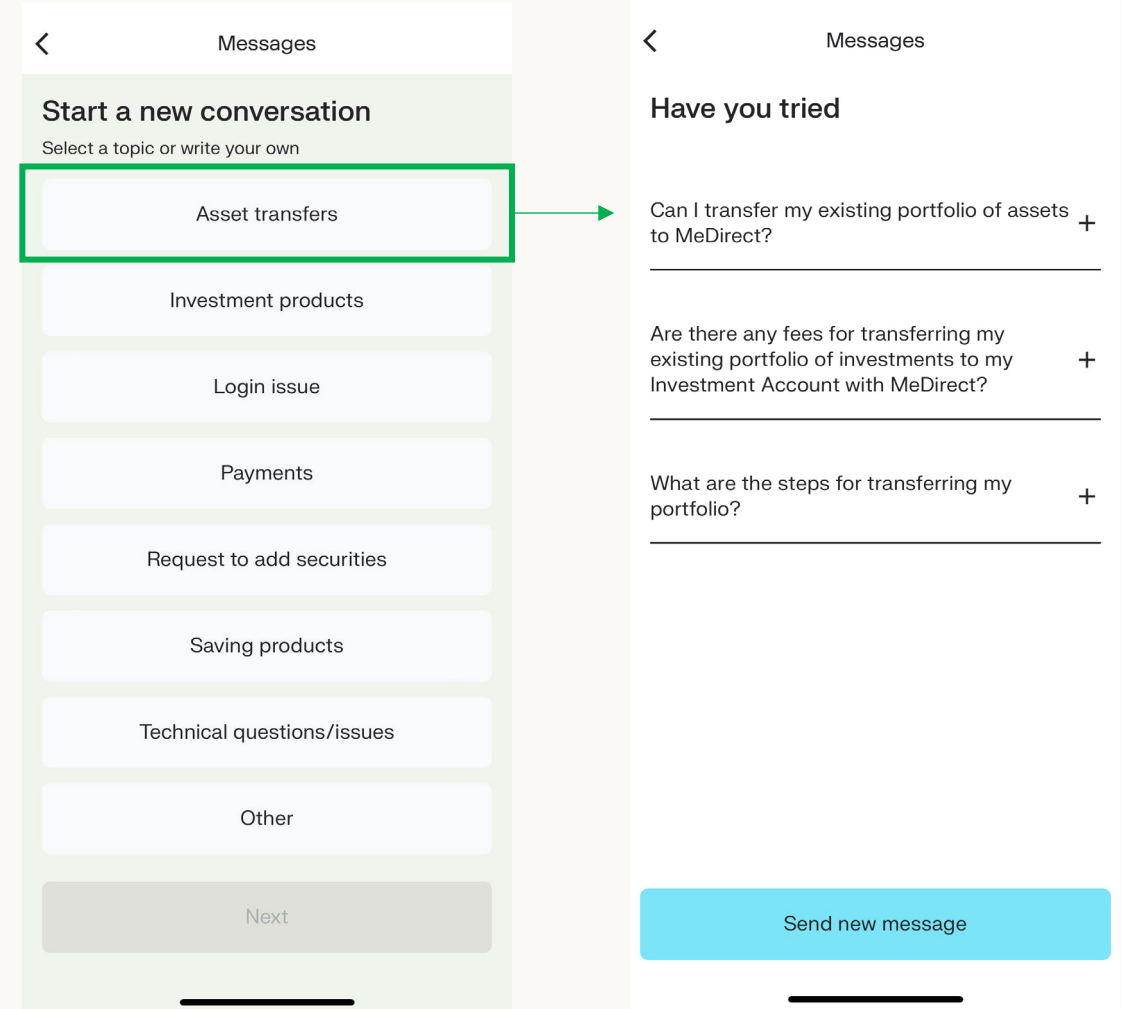 Messages
Start a new conversation
Select a topic or write your own
Asset transfers
Investment products
Login issue
Payments
Request to add securities
Saving products
Technical questions/issues
Other
Next
Messages
Have you tried
Can I transfer my existing portfolio of assets
to MeDirect?
Are there any fees for transferring my
existing portfolio of investments to my
Investment Account with MeDirect?
What are the steps for transferring my
portfolio?
Send new message